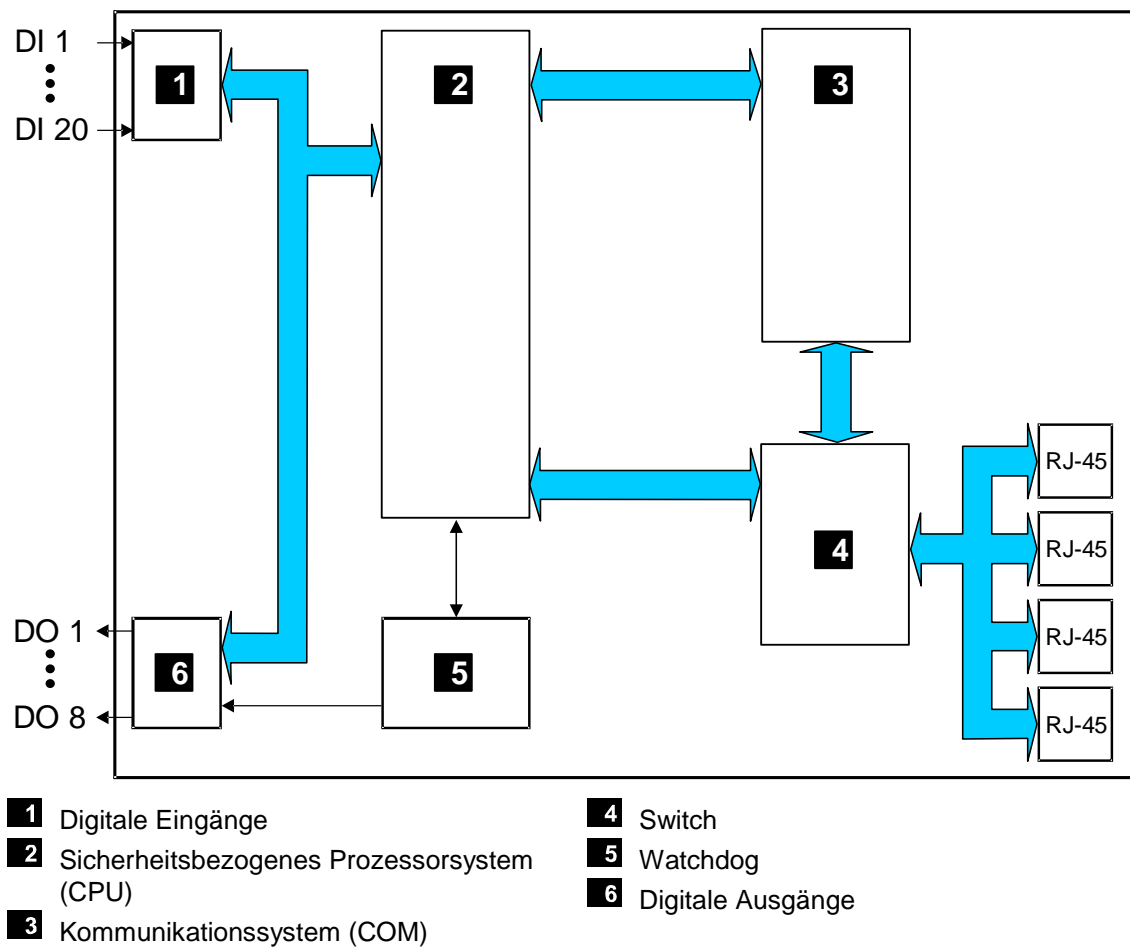 DI 1
DI 20
1
2
3
RJ-45
RJ-45
4
RJ-45
RJ-45
DO 1
DO 8
6
5
1 Digitale Eingänge
2 Sicherheitsbezogenes Prozessorsystem
(CPU)
3 Kommunikationssystem (COM)
4 Switch
5 Watchdog
6 Digitale Ausgänge